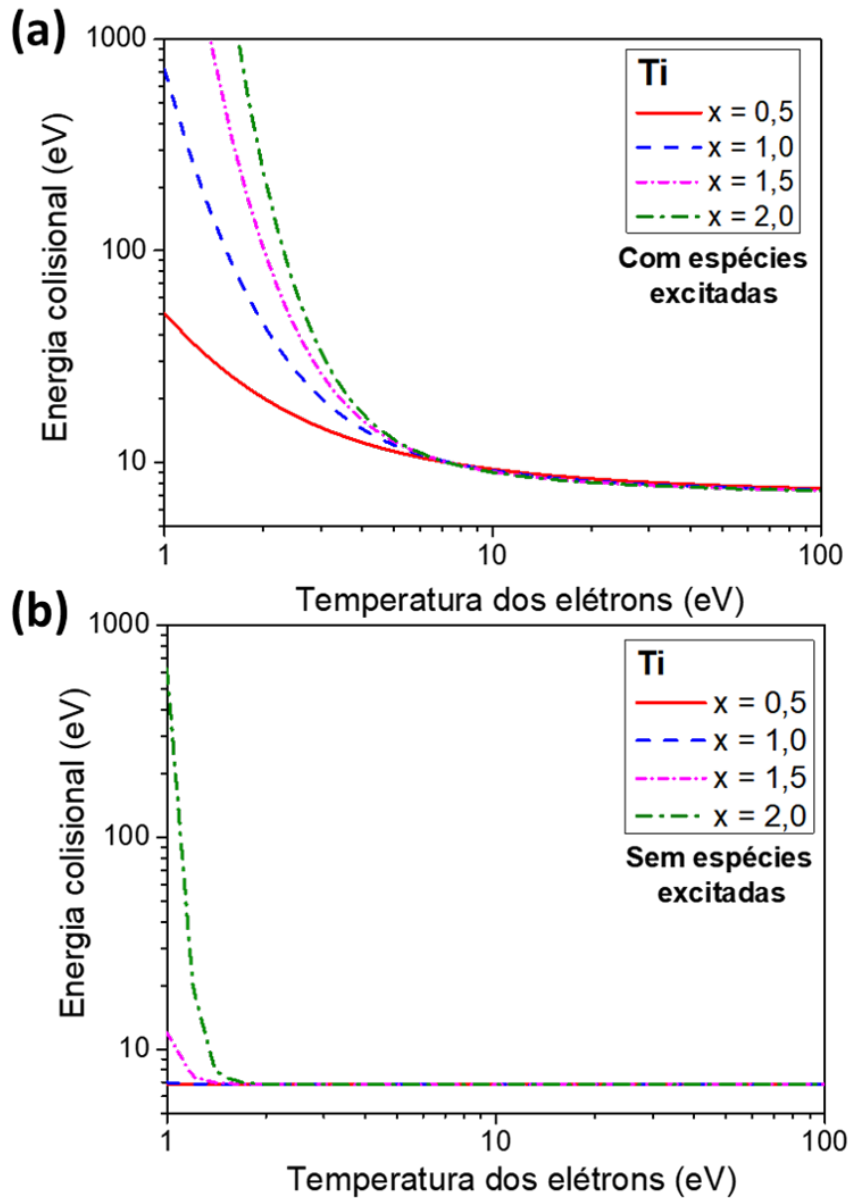 (a)
1000
100
10
Energia colisional (eV)
Ti
x = 0,5
x = 1,0
x = 1,5
x = 2,0
Com espécies
excitadas
1
10
100
Temperatura dos elétrons (eV)
(b)
1000
100
10
Energia colisional (eV)
Ti
x = 0,5
x = 1,0
x = 1,5
x = 2,0
Sem espécies
excitadas
1
10
100
Temperatura dos elétrons (eV)